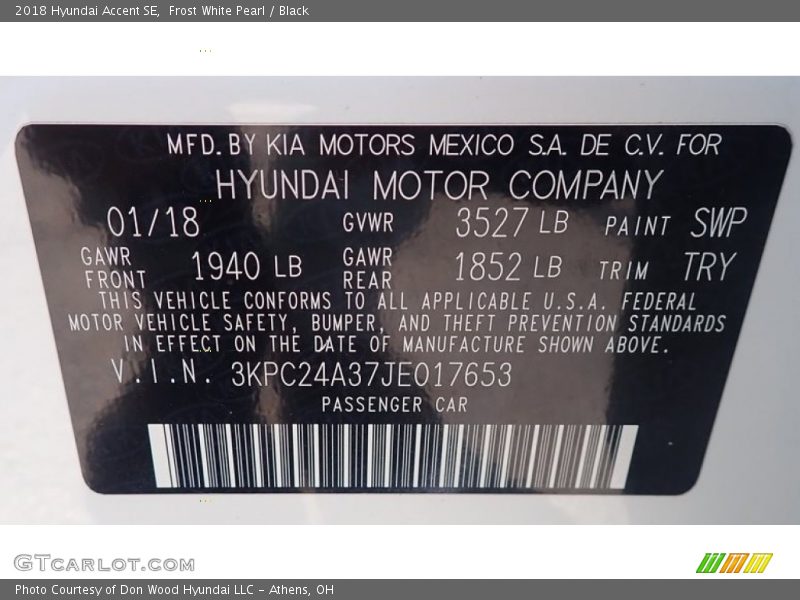 2018 Hyundai Accent SE,  Frost White Pearl / Black
MFD. BY KIA MOTORS MEXICO S.A. DE C.V. FOR
HYUNDAI MOTOR COMPANY
01/18 GVWR 3527 LB PAINT SWP
GAWR FRONT 1940 LB GAWR REAR 1852 LB TRIM TRY
THIS VEHICLE CONFORMS TO ALL APPLICABLE U.S.A. FEDERAL
MOTOR VEHICLE SAFETY, BUMPER, AND THEFT PREVENTION STANDARDS
IN EFFECT ON THE DATE OF MANUFACTURE SHOWN ABOVE.
V.I.N. 3KPC24A37JE017653
PASSENGER CAR
GTCARLOT.COM
Photo Courtesy of Don Wood Hyundai LLC - Athens, OH